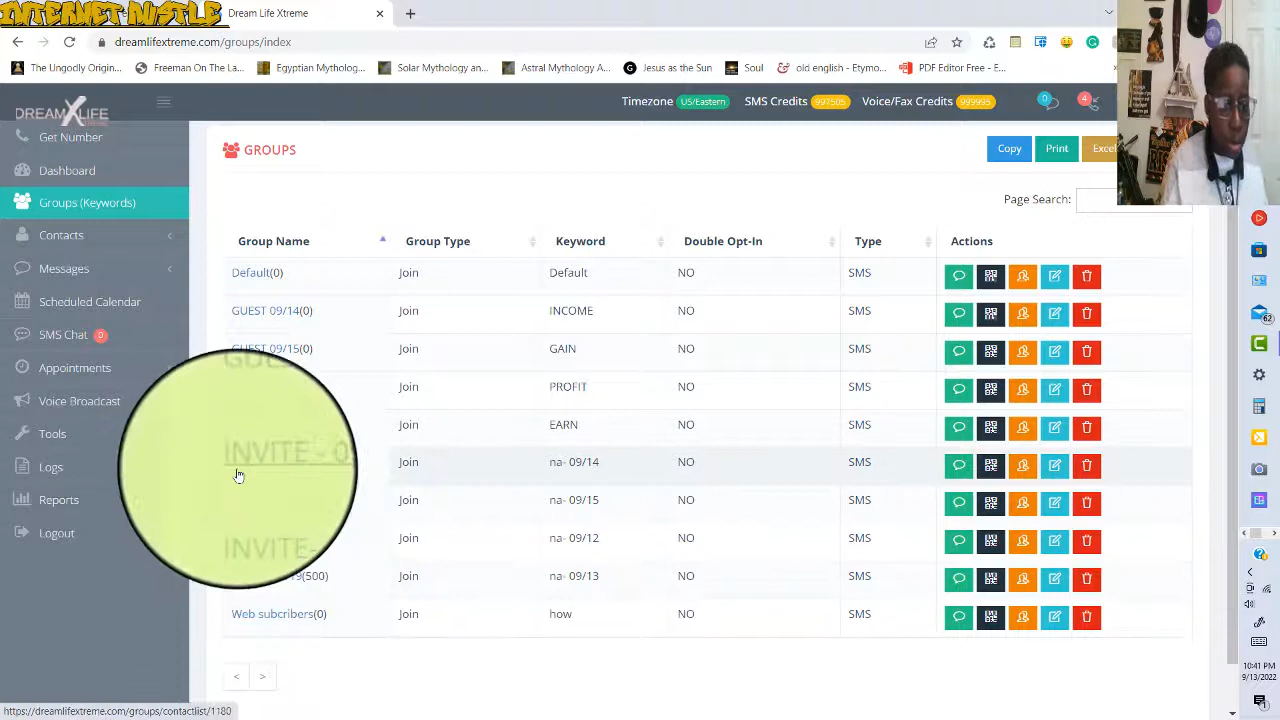 INTERNET HUSTLE
Dream Life Xtreme
dreamlifextreme.com/groups/index
The Ungodly Origin...
Freeman On The La...
Egyptian Mytholog...
Astral Mythology A...
Jesus as the Sun
Soul
old english - Etymo...
PDF Editor Free - E...
DREAM X LIFE
Timezone US/Eastern SMS Credits 997505 Voice/Fax Credits 999995 0 4
Get Number
Dashboard
Groups (Keywords)
Contacts
Messages
Scheduled Calendar
SMS Chat 0
Appointments
Voice Broadcast
Tools
Logs
Reports
Logout
GROUPS
Copy Print Excel
Page Search:
Group Name Group Type Keyword Double Opt-In Type Actions
Default(0) Join Default NO SMS
GUEST 09/14(0) Join INCOME NO SMS
GUEST 09/15(0) Join GAIN NO SMS
Join PROFIT NO SMS
Join EARN NO SMS
INVITE - Join na- 09/14 NO SMS
Join na- 09/15 NO SMS
INVITE- Join na- 09/12 NO SMS
(500) Join na- 09/13 NO SMS
Web subcribers(0) Join how NO SMS
< >
https://dreamlifextreme.com/groups/contactlist/1180
62
10:41 PM
9/13/2022